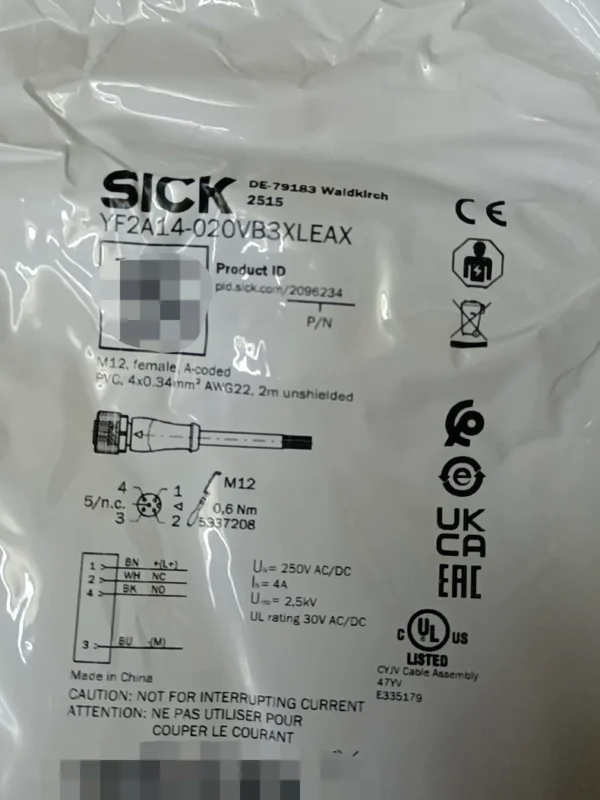 SICK
DE-79183 Waldkirch
2515
YF2A14-020VB3XLEAX
Product ID
pid.sick.com/2096234
P/N
M12, female, A-coded
PVC, 4x0.34mm² AWG22, 2m unshielded
4 1
5/n.c.
3 2
M12
0,6 Nm
5337208
1 BN +(L+)
2 WH NC
4 BK NO
3 BU -(M)
Uₙ= 250V AC/DC
Iₙ= 4A
= 2,5kV
UL rating 30V AC/DC
Made in China
CAUTION: NOT FOR INTERRUPTING CURRENT
ATTENTION: NE PAS UTILISER POUR
COUPER LE COURANT
CE
e
UK
CA
EAC
C UL US
LISTED
CYJV Cable Assembly
47YV
E335179